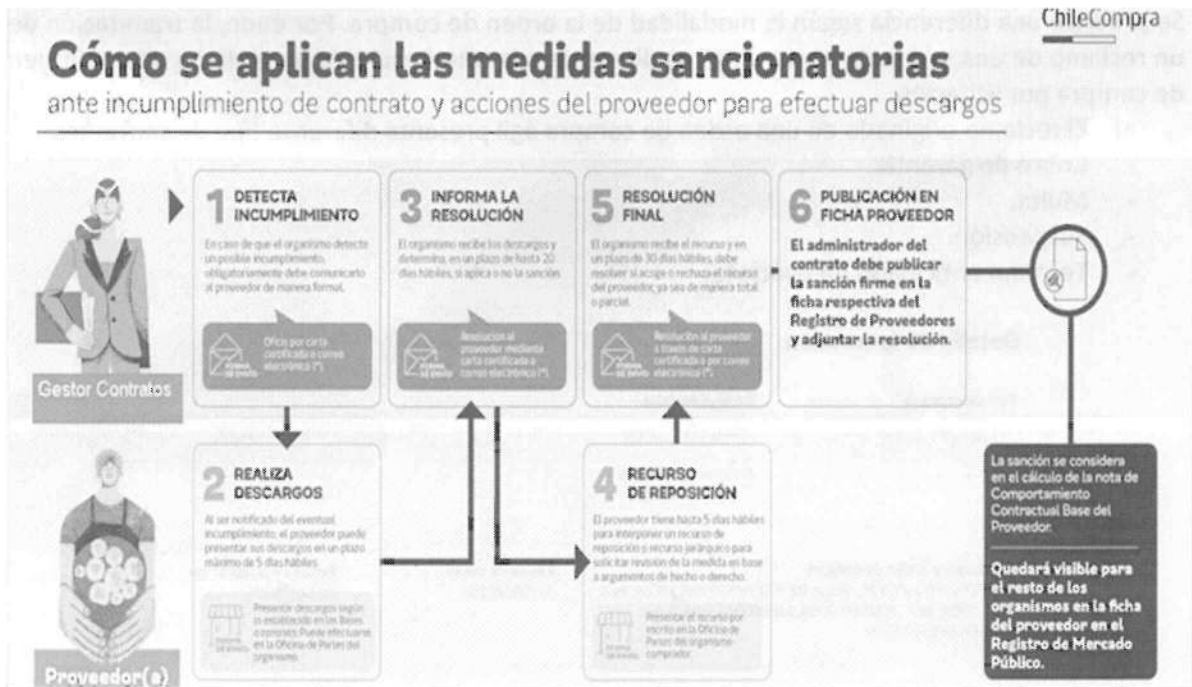 ChileCompra
Cómo se aplican las medidas sancionatorias
ante incumplimiento de contrato y acciones del proveedor para efectuar descargos
Gestor Contratos
1 DETECTA
INCUMPLIMIENTO
En caso de que el organismo detecte
un posible incumplimiento,
obligatoriamente debe comunicarlo
al proveedor de manera formal.
Oficio por carta
certificada o correo
electrónico (*).
3 INFORMA LA
RESOLUCIÓN
El organismo recibe los descargos y
determina, en un plazo de hasta 20
días hábiles, si aplica o no la sanción.
Resolución al
proveedor mediante
carta certificada o
correo electrónico (*).
5 RESOLUCIÓN
FINAL
El organismo recibe el recurso y en
un plazo de 30 días hábiles, debe
resolver si acoge o rechaza el recurso
del proveedor, ya sea de manera total
o parcial.
Resolución al proveedor
a través de carta
certificada o por correo
electrónico (*).
6 PUBLICACIÓN EN
FICHA PROVEEDOR
El administrador del
contrato debe publicar
la sanción firme en la
ficha respectiva del
Registro de Proveedores
y adjuntar la resolución.
Proveedor(a)
2 REALIZA
DESCARGOS
Al ser notificado del eventual
incumplimiento, el proveedor puede
presentar sus descargos en un plazo
máximo de 5 días hábiles.
Presentar descargos según
lo establecido en las Bases
Puede efectuarse
en la Oficina de Partes del
organismo.
4 RECURSO
DE REPOSICIÓN
El proveedor tiene hasta 5 días hábiles
para interponer un recurso de
reposición o recurso jerárquico para
solicitar revisión de la medida en base
a argumentos de hecho o derecho.
Presentar el recurso por
escrito en la Oficina de
Partes del organismo
comprador.
La sanción se considera
en el cálculo de la nota de
Comportamiento
Contractual Base del
Proveedor.
Quedará visible para
el resto de los
organismos en la ficha
del proveedor en el
Registro de Mercado
Público.